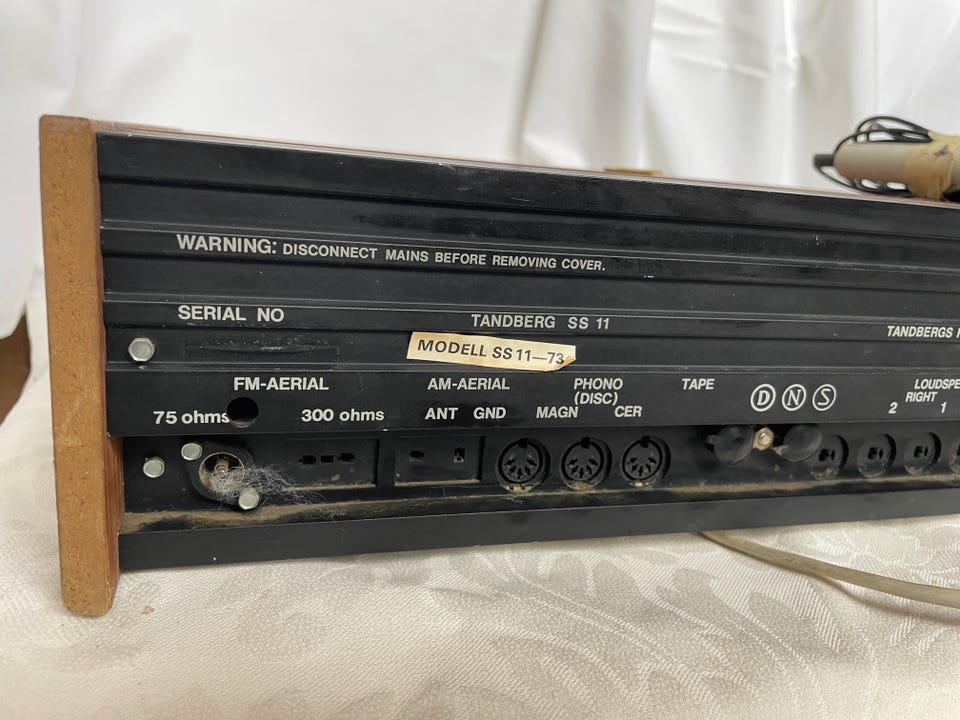 WARNING: DISCONNECT MAINS BEFORE REMOVING COVER.
SERIAL NO
TANDBERG SS 11
TANDBERGS
MODELL SS 11—73
FM-AERIAL
75 ohms
300 ohms
AM-AERIAL
ANT GND
PHONO
(DISC)
MAGN CER
TAPE
D N S
LOUDSPE
RIGHT
2 1